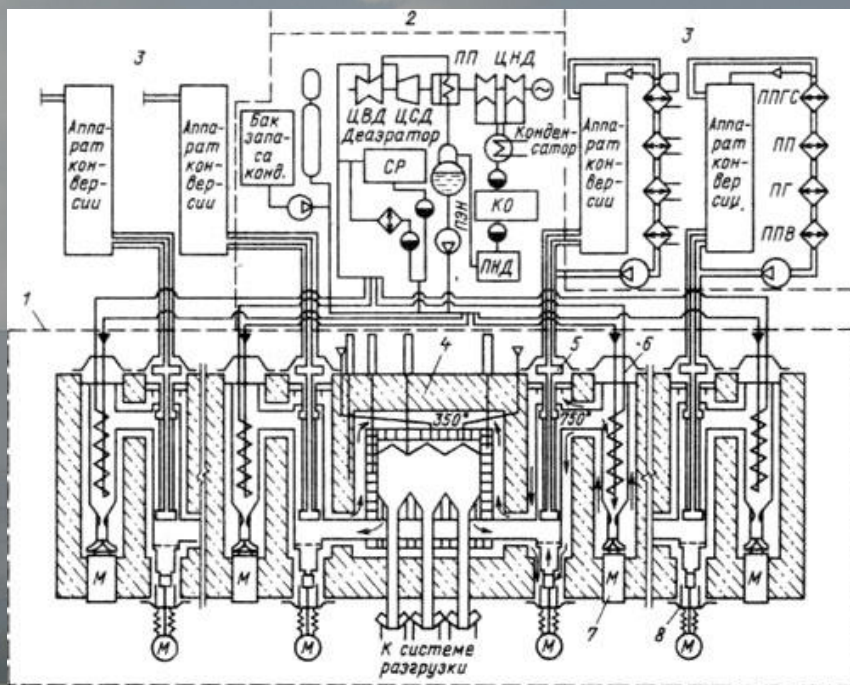 2
3
3
ПП
ЦНД
ЦВД
ЦСД
Деаэратор
Бак
запа-
са
конд.
СР
ПЭН
Конден-
сатор
КО
ПНД
Аппа-
рат
кон-
вер-
сии
Аппа-
рат
кон-
вер-
сии
Аппа-
рат
кон-
вер-
сии
Аппа-
рат
кон
вер-
сии.
ППГС
ПП
ПГ
ППВ
1
4
5
6
350°
750°
М
М
М
М
7
8
М
М
М
М
К системе
разгрузки